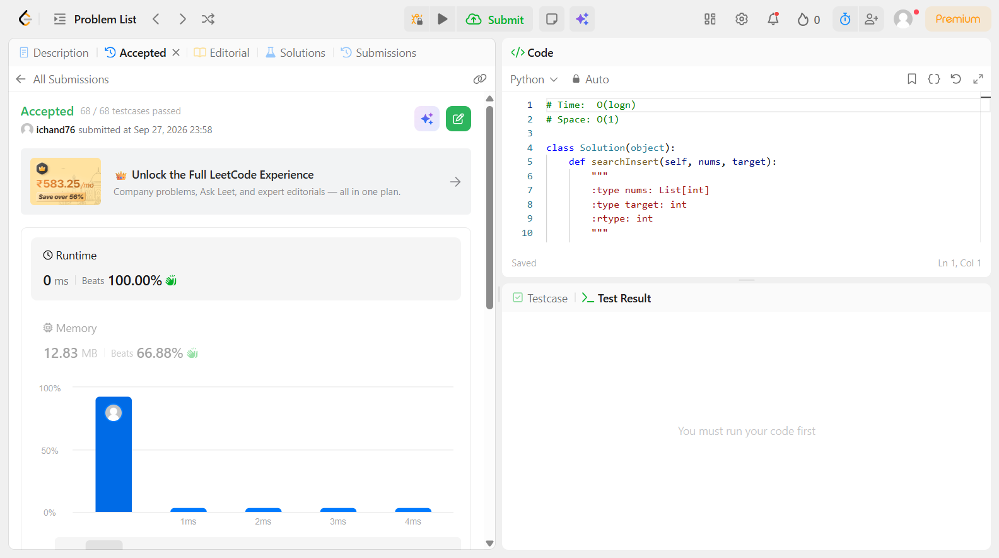 Problem List
Submit
0
Premium
Description
Accepted
Editorial
Solutions
Submissions
All Submissions
Accepted 68 / 68 testcases passed
ichand76 submitted at Sep 27, 2026 23:58
₹583.25/mo
Save over 56%
Unlock the Full LeetCode Experience
Company problems, Ask Leet, and expert editorials — all in one plan.
Runtime
0 ms Beats 100.00%
Memory
12.83 MB Beats 66.88%
100%
50%
0%
1ms 2ms 3ms 4ms
</> Code
Python Auto
1 # Time:  O(logn)
2 # Space: O(1)
3
4 class Solution(object):
5     def searchInsert(self, nums, target):
6         """
7         :type nums: List[int]
8         :type target: int
9         :rtype: int
10         """
Saved Ln 1, Col 1
Testcase
Test Result
You must run your code first